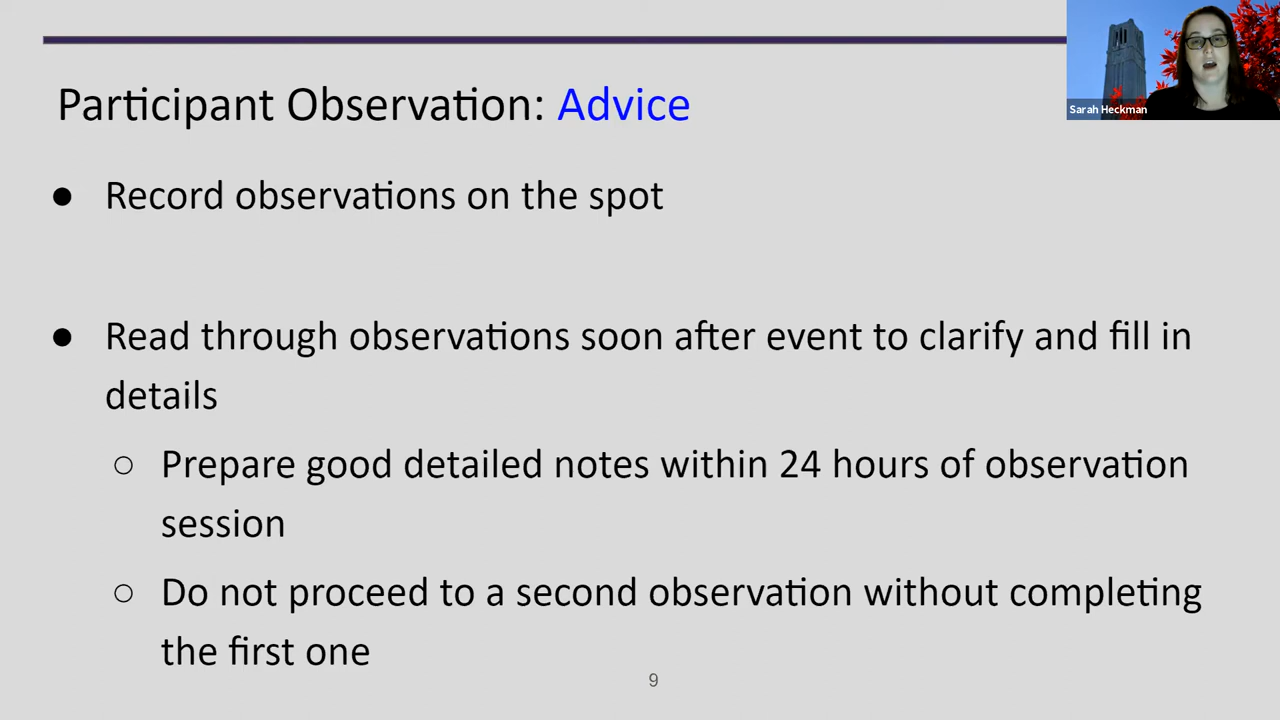 Participant Observation: Advice
Sarah Heckman
● Record observations on the spot
● Read through observations soon after event to clarify and fill in
details
○ Prepare good detailed notes within 24 hours of observation
session
○ Do not proceed to a second observation without completing
the first one
9